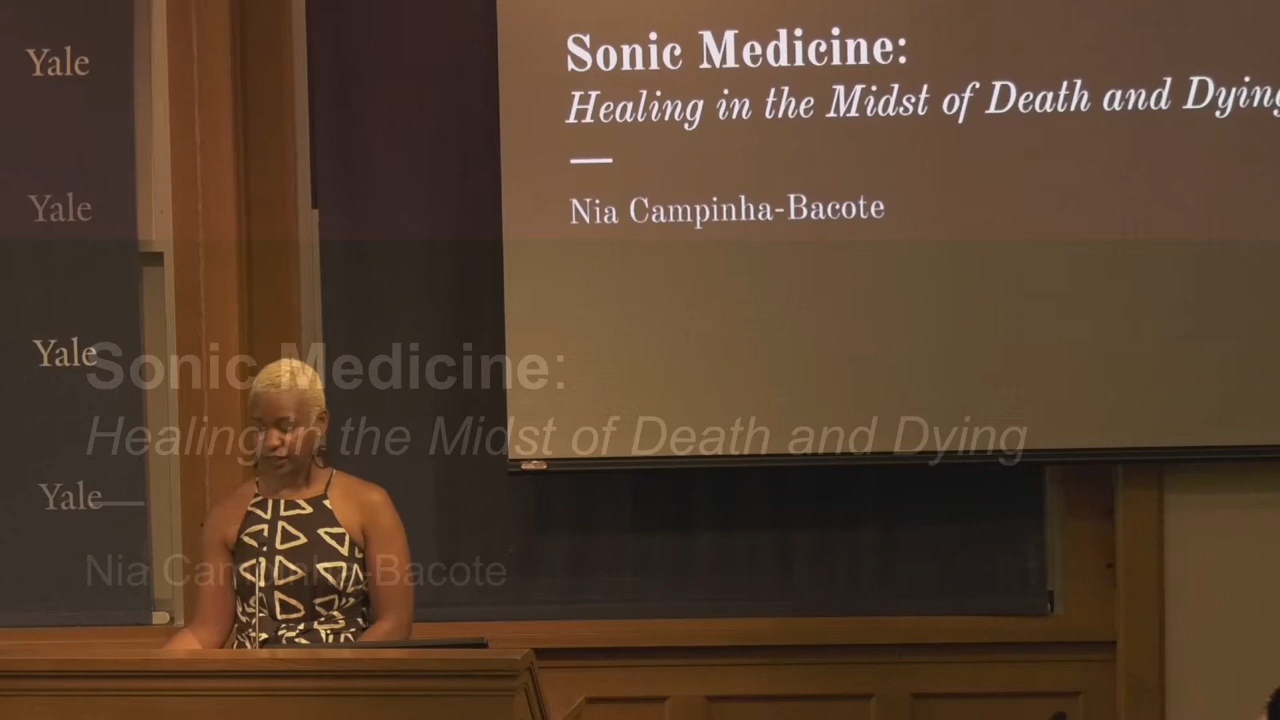 Yale
Yale
Yale
Yale
Sonic Medicine:
Healing in the Midst of Death and Dying
Nia Campinha-Bacote
Sonic Medicine:
Healing in the Midst of Death and Dying
Nia Campinha-Bacote